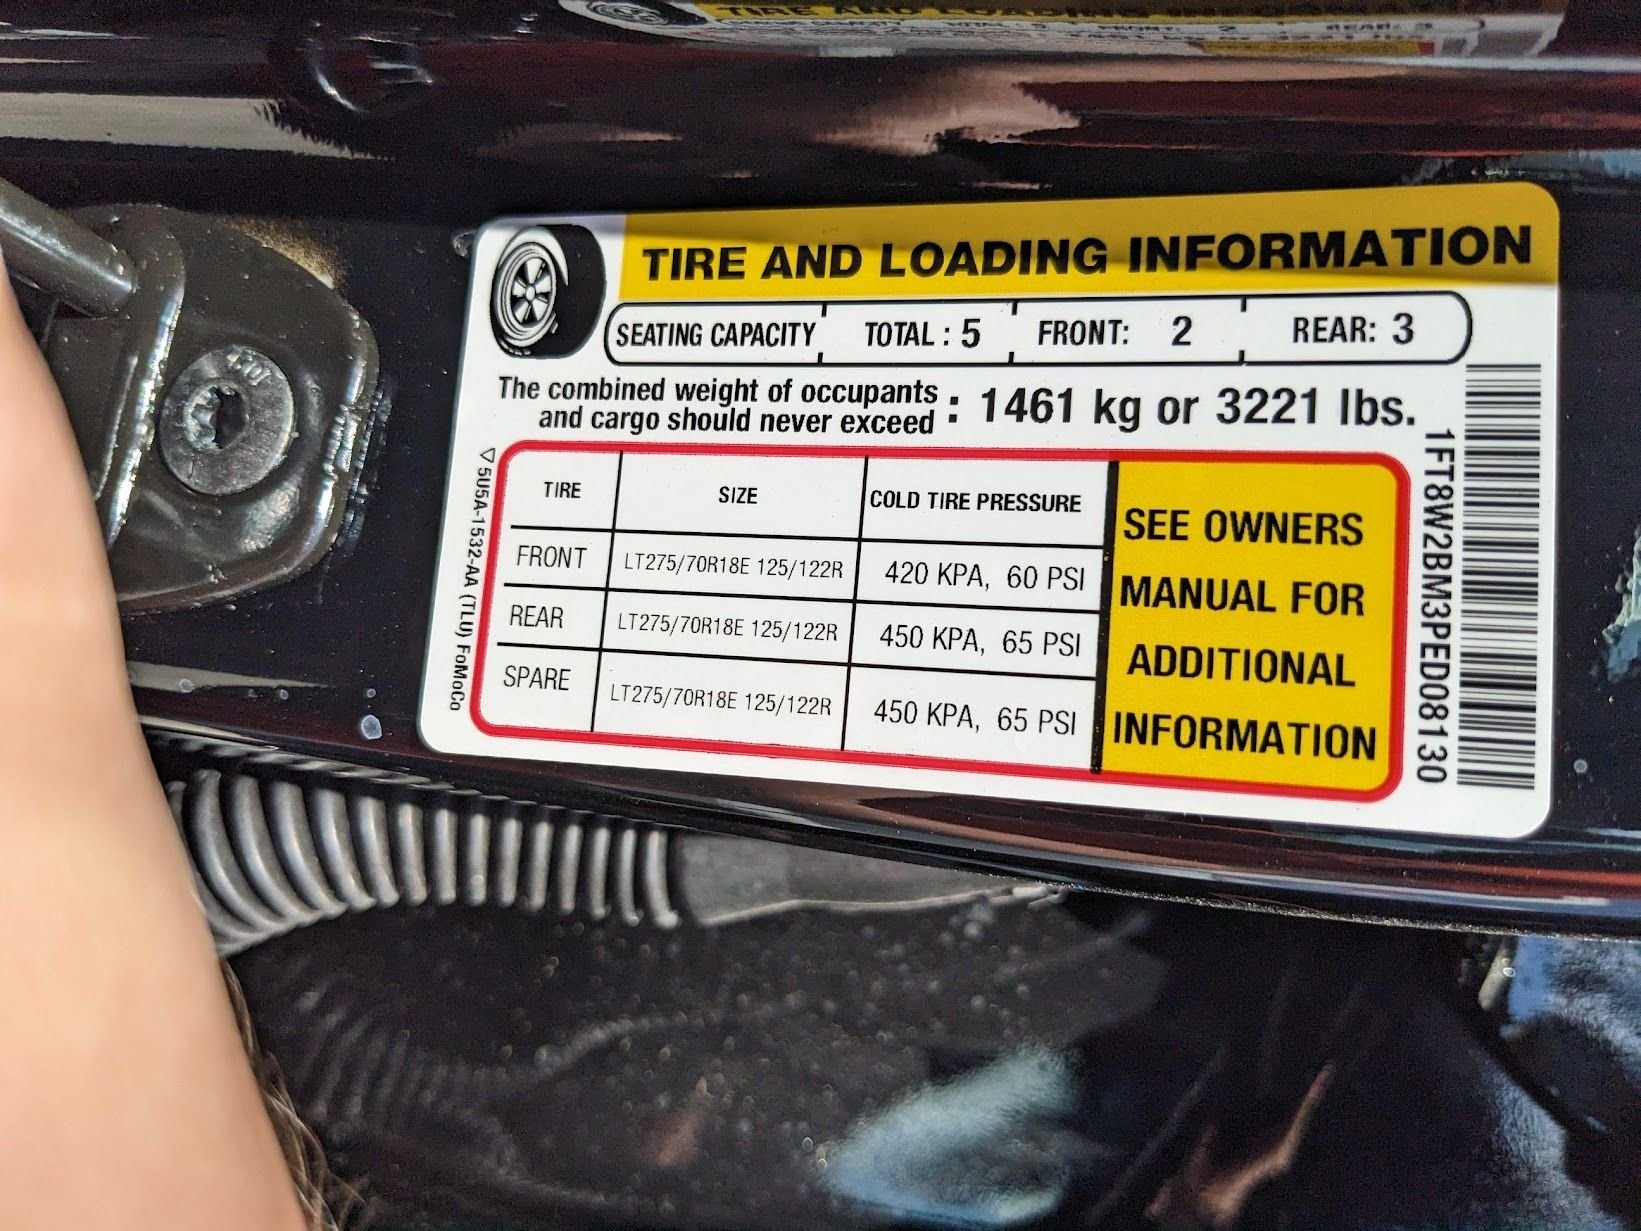 TIRE AND LOADING INFORMATION
SEATING CAPACITY TOTAL : 5 FRONT: 2 REAR: 3
The combined weight of occupants
and cargo should never exceed : 1461 kg or 3221 lbs.
TIRE SIZE COLD TIRE PRESSURE
FRONT LT275/70R18E 125/122R 420 KPA, 60 PSI
REAR LT275/70R18E 125/122R 450 KPA, 65 PSI
SPARE LT275/70R18E 125/122R 450 KPA, 65 PSI
SEE OWNERS
MANUAL FOR
ADDITIONAL
INFORMATION
5U5A-1532-AA (TLU) FoMoCo
1FT8W2BM3PED08130